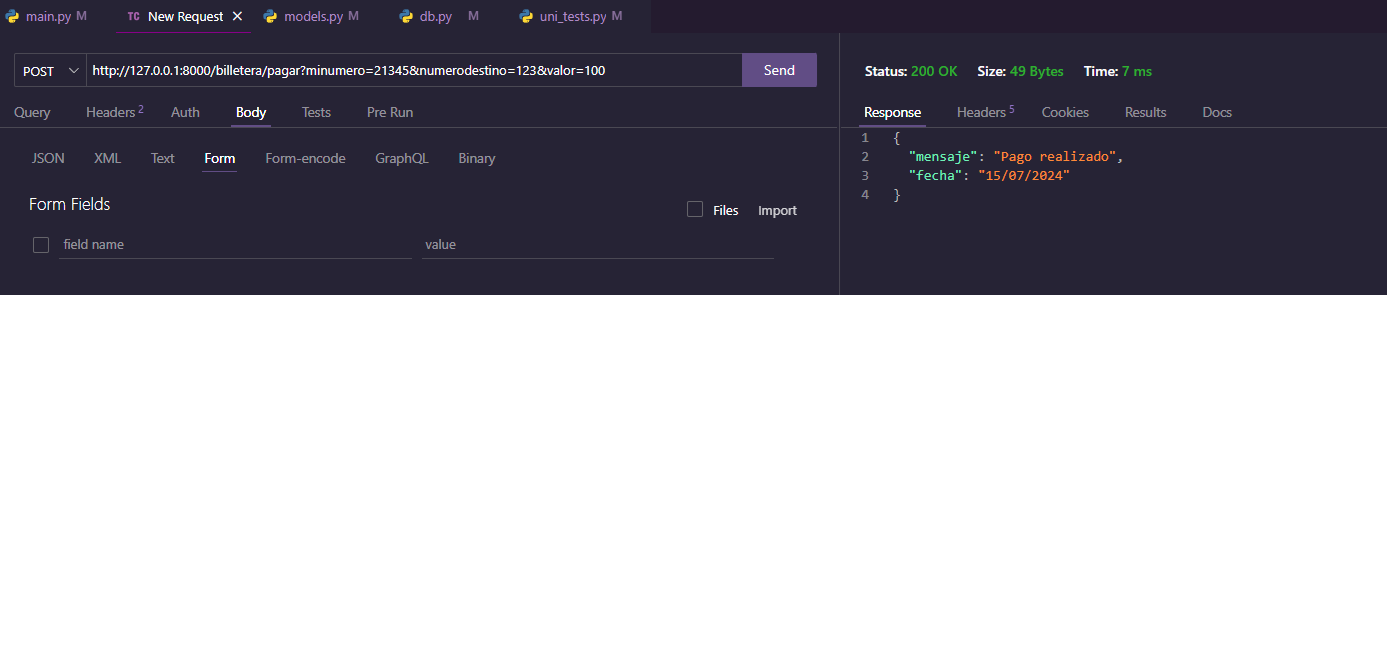 main.py M TC New Request × models.py M db.py M uni_tests.py M
POST http://127.0.0.1:8000/billetera/pagar?minumero=21345&numerodestino=123&valor=100 Send
Query Headers 2 Auth Body Tests Pre Run
JSON XML Text Form Form-encode GraphQL Binary
Form Fields
Files Import
field name value
Status: 200 OK Size: 49 Bytes Time: 7 ms
Response Headers 5 Cookies Results Docs
1 {
2 "mensaje": "Pago realizado",
3 "fecha": "15/07/2024"
4 }